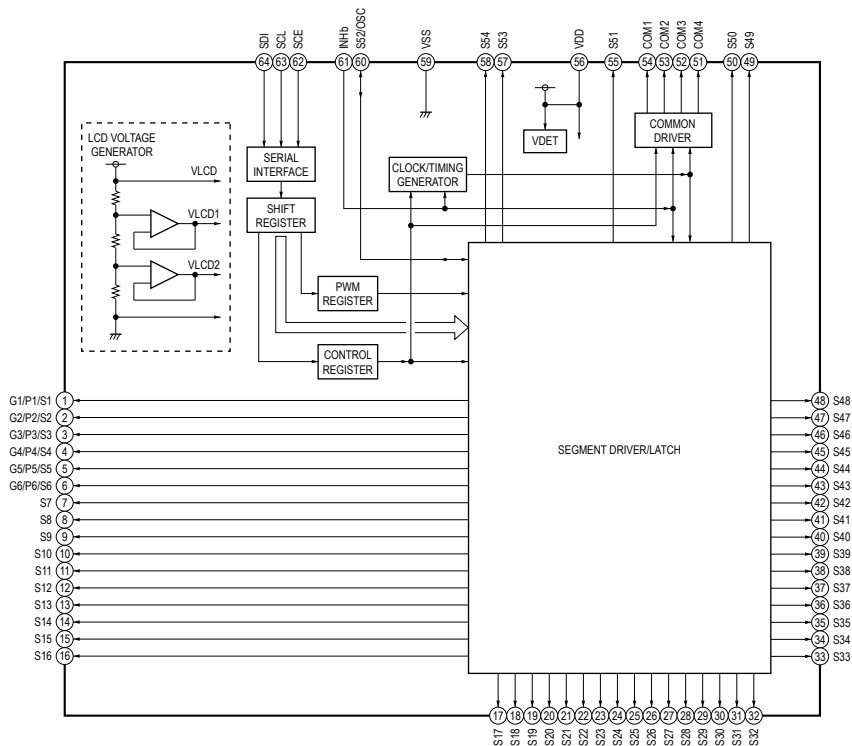 SDI
SCL
SCE
INHb
S52/OSC
VSS
S54
S53
VDD
S51
COM1
COM2
COM3
COM4
S50
S49
64
63
62
61
60
59
58
57
56
55
54
53
52
51
50
49
LCD VOLTAGE
GENERATOR
VLCD
VLCD1
VLCD2
SERIAL
INTERFACE
SHIFT
REGISTER
CLOCK/TIMING
GENERATOR
VDET
COMMON
DRIVER
PWM
REGISTER
CONTROL
REGISTER
SEGMENT DRIVER/LATCH
G1/P1/S1 1
G2/P2/S2 2
G3/P3/S3 3
G4/P4/S4 4
G5/P5/S5 5
G6/P6/S6 6
S7 7
S8 8
S9 9
S10 10
S11 11
S12 12
S13 13
S14 14
S15 15
S16 16
48 S48
47 S47
46 S46
45 S45
44 S44
43 S43
42 S42
41 S41
40 S40
39 S39
38 S38
37 S37
36 S36
35 S35
34 S34
33 S33
17
18
19
20
21
22
23
24
25
26
27
28
29
30
31
32
S17
S18
S19
S20
S21
S22
S23
S24
S25
S26
S27
S28
S29
S30
S31
S32